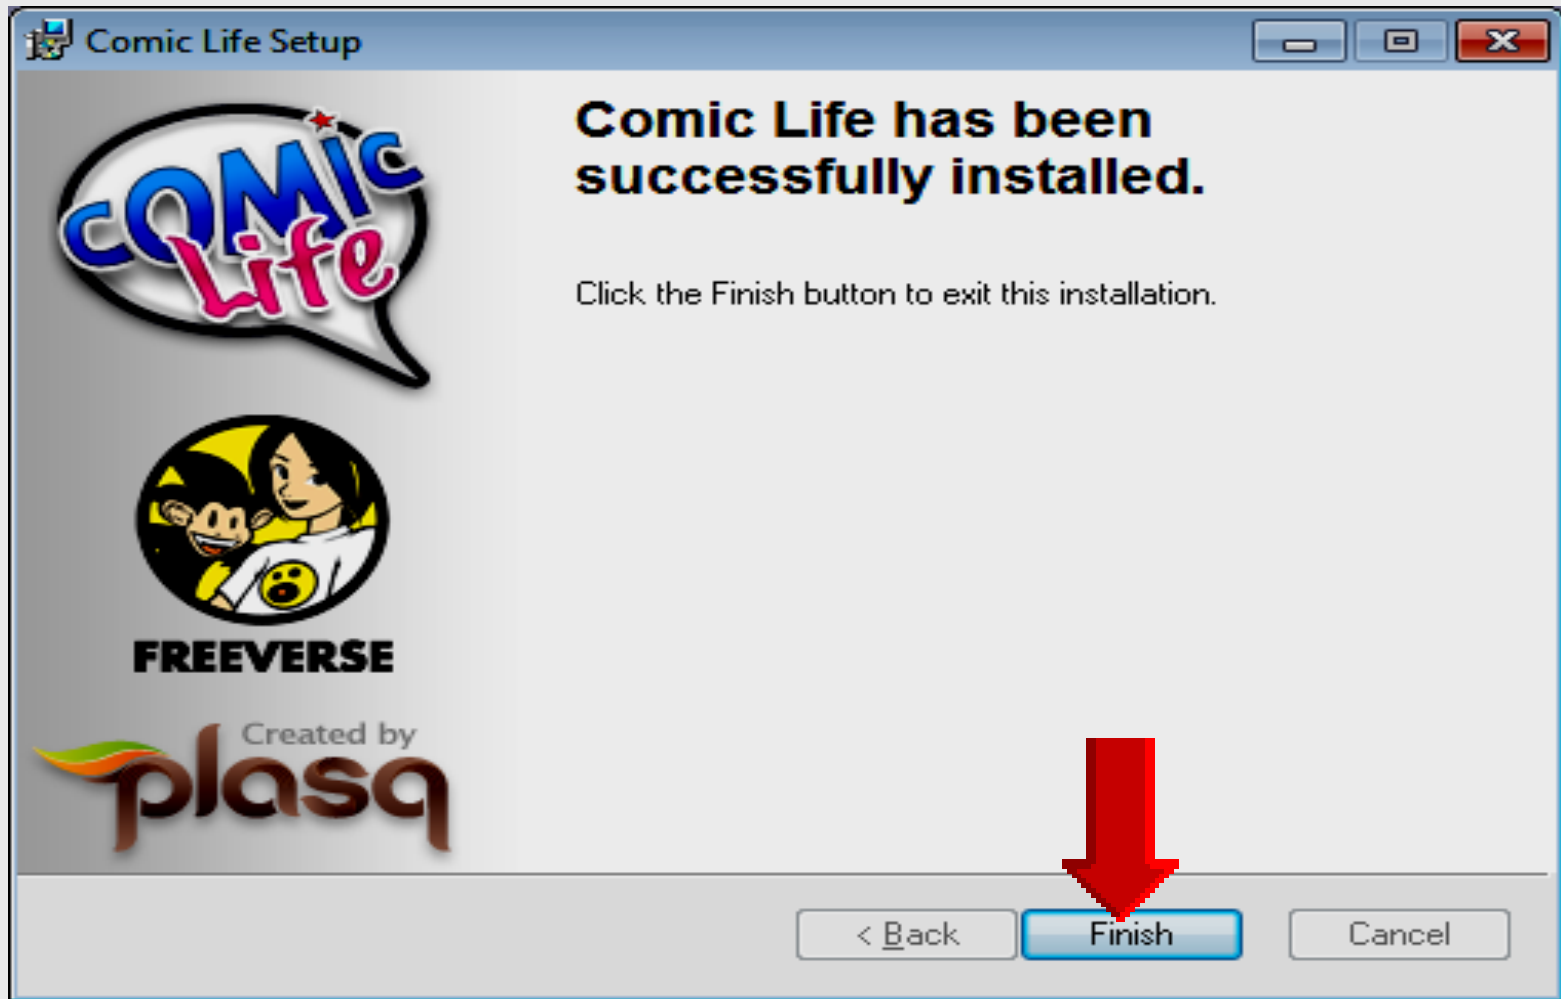 Comic Life Setup
COMIC
Life
Comic Life has been
successfully installed.
Click the Finish button to exit this installation.
FREEVERSE
Created by
plasq
< Back
Finish
Cancel